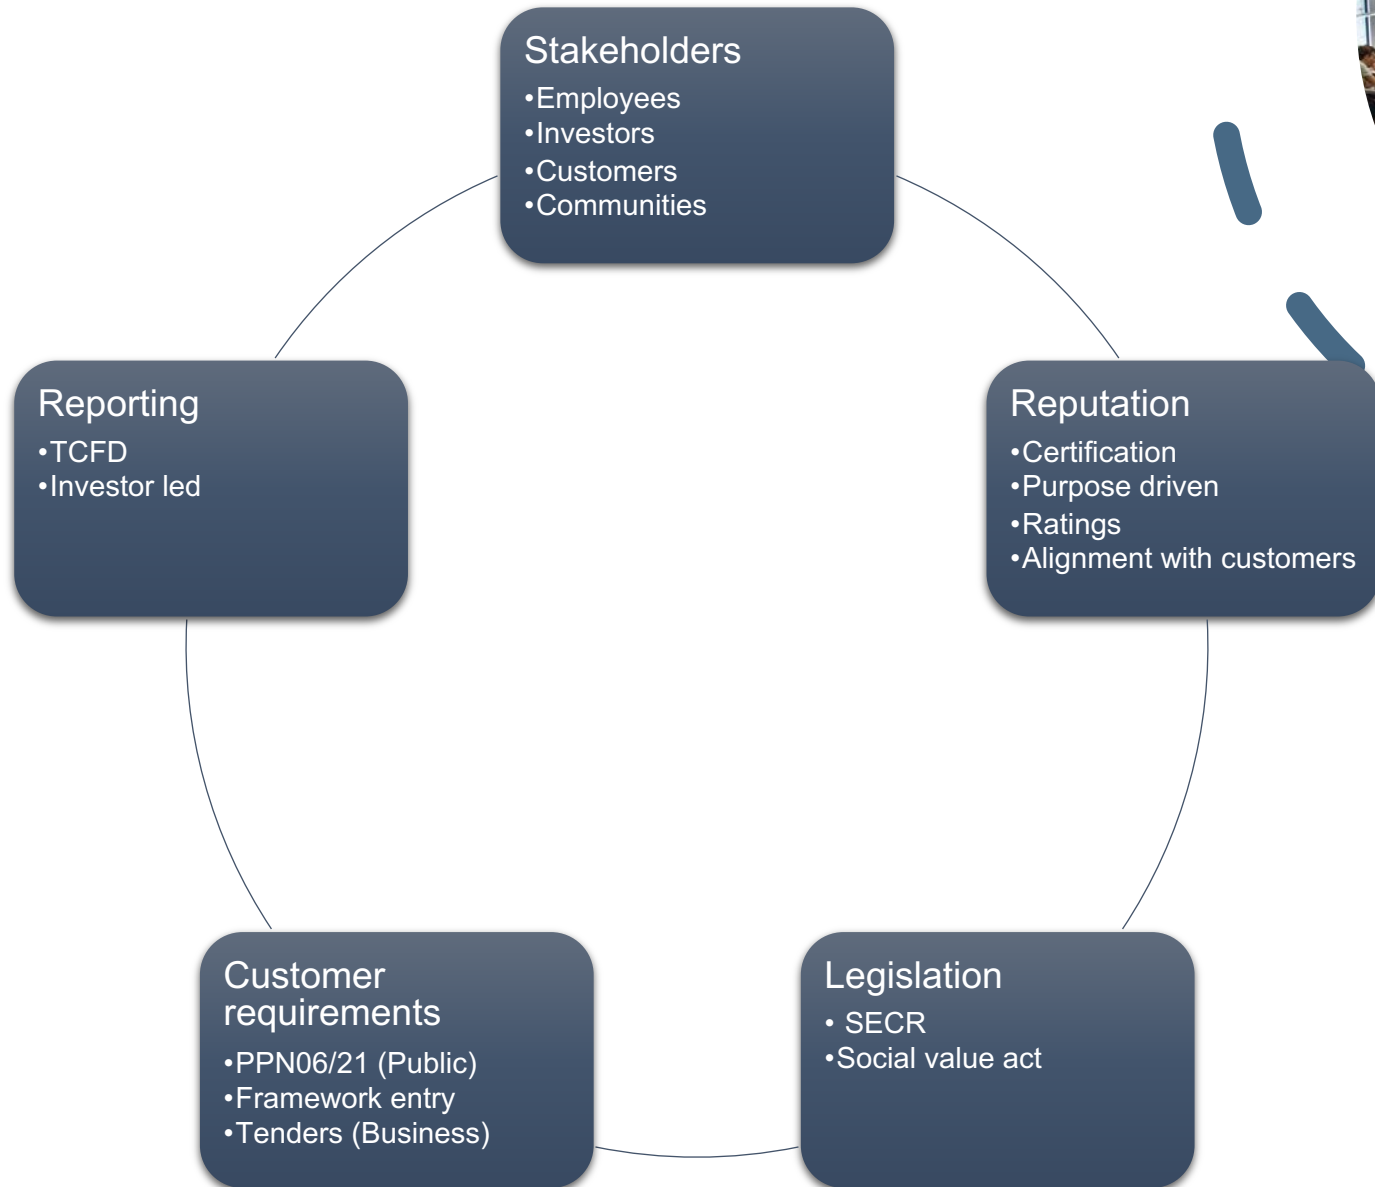 Stakeholders
•Employees
•Investors
•Customers
•Communities
Reputation
•Certification
•Purpose driven
•Ratings
•Alignment with customers
Legislation
• SECR
•Social value act
Customer
requirements
•PPN06/21 (Public)
•Framework entry
•Tenders (Business)
Reporting
•TCFD
•Investor led